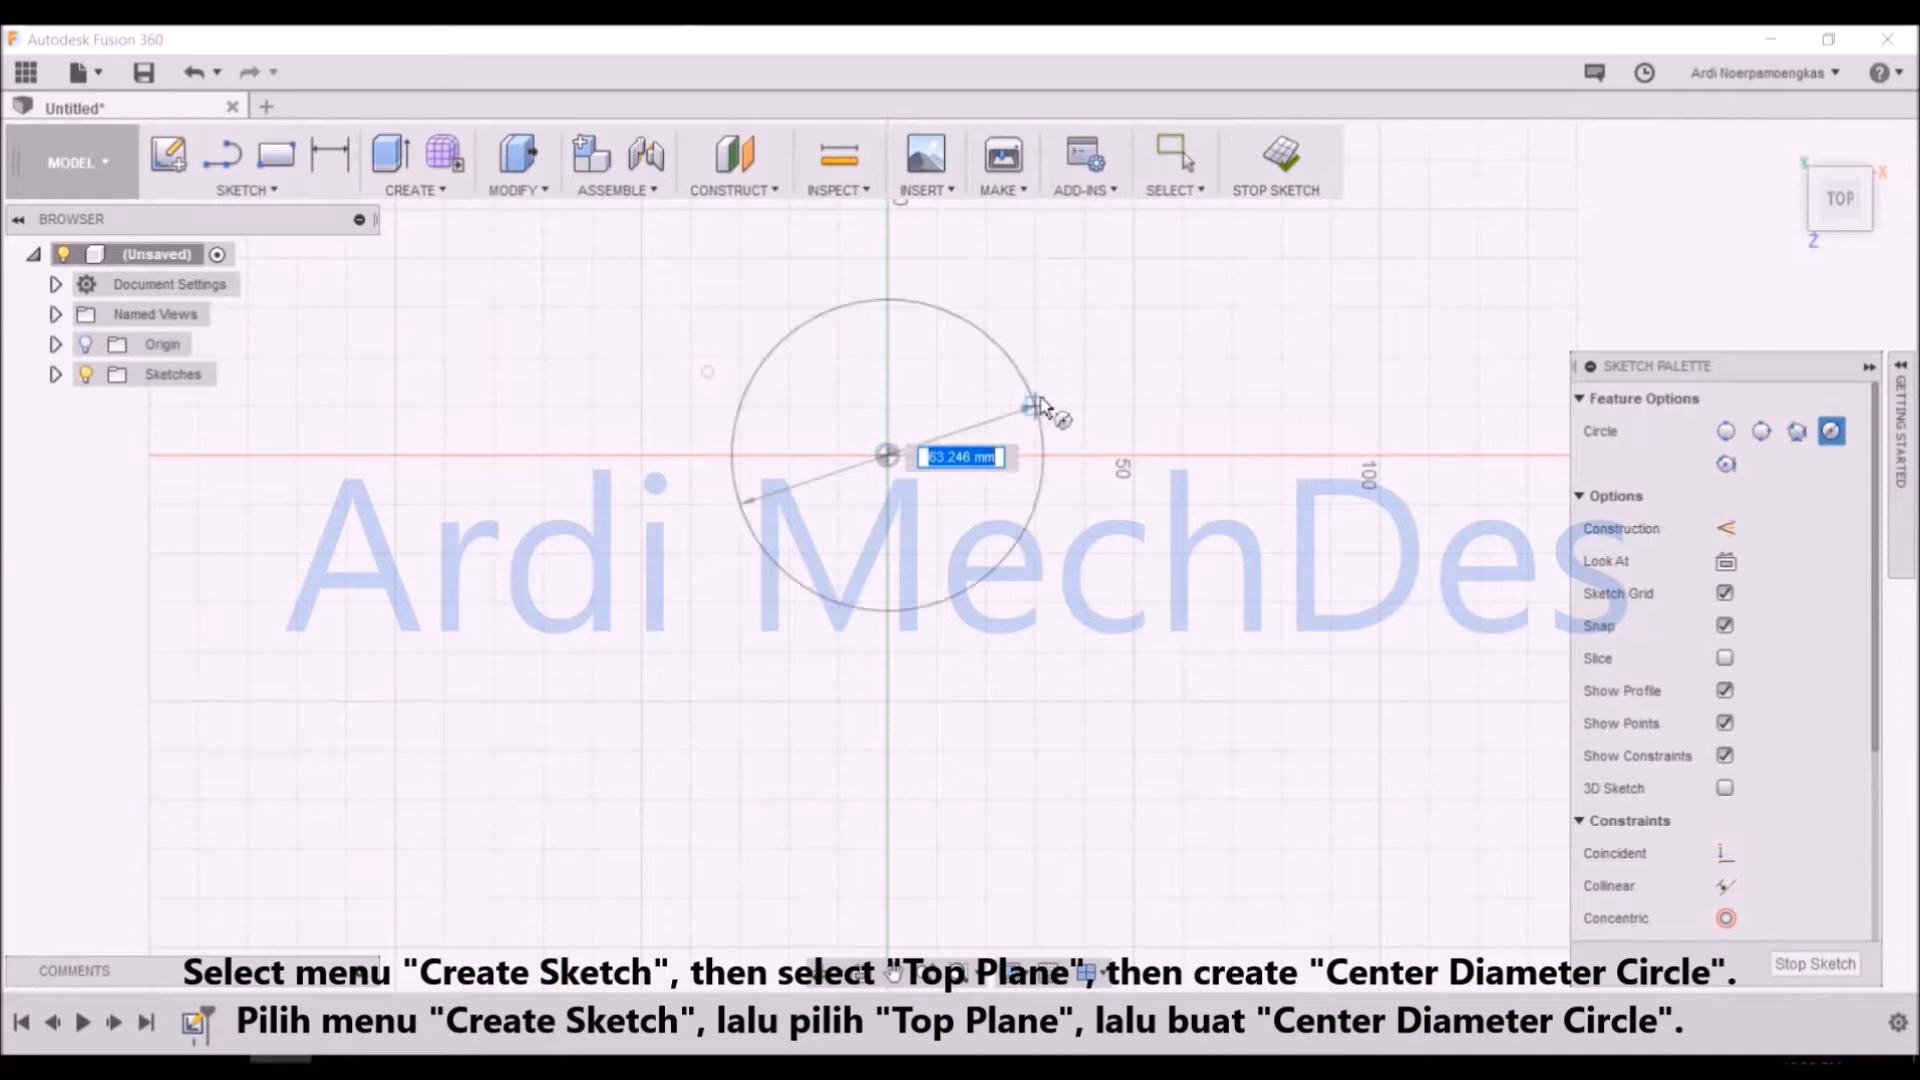 Autodesk Fusion 360
Ardi Noerpamoengkas
Untitled*
MODEL
SKETCH
CREATE
MODIFY
ASSEMBLE
CONSTRUCT
INSPECT
INSERT
MAKE
ADD-INS
SELECT
STOP SKETCH
Y
X
TOP
Z
BROWSER
(Unsaved)
Document Settings
Named Views
Origin
Sketches
63.246 mm
50
100
SKETCH PALETTE
Feature Options
Circle
Options
Construction
Look At
Sketch Grid
Snap
Slice
Show Profile
Show Points
Show Constraints
3D Sketch
Constraints
Coincident
Collinear
Concentric
Stop Sketch
GETTING STARTED
Ardi MechDes
COMMENTS
Select menu "Create Sketch", then select "Top Plane", then create "Center Diameter Circle".
Pilih menu "Create Sketch", lalu pilih "Top Plane", lalu buat "Center Diameter Circle".